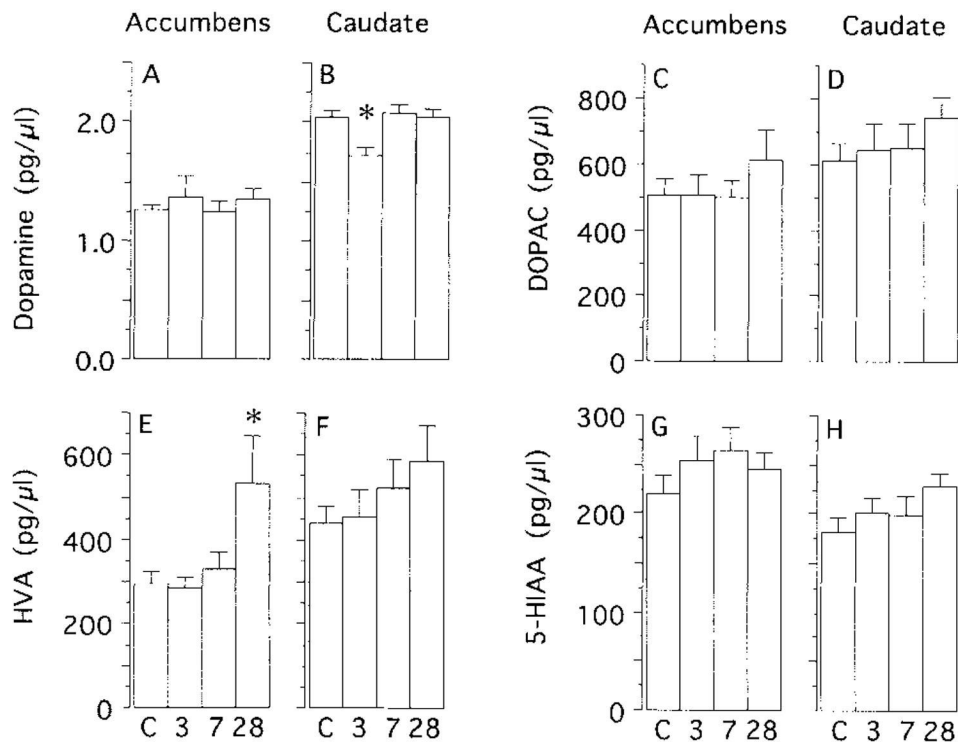 Accumbens Caudate Accumbens Caudate
A B C D
Dopamine (pg/µl)
2.0
1.0
0.0
*
DOPAC (pg/µl)
800
600
400
200
0
E F G H
HVA (pg/µl)
600
400
200
0
*
5-HIAA (pg/µl)
300
200
100
0
C 3 7 28 C 3 7 28 C 3 7 28 C 3 7 28